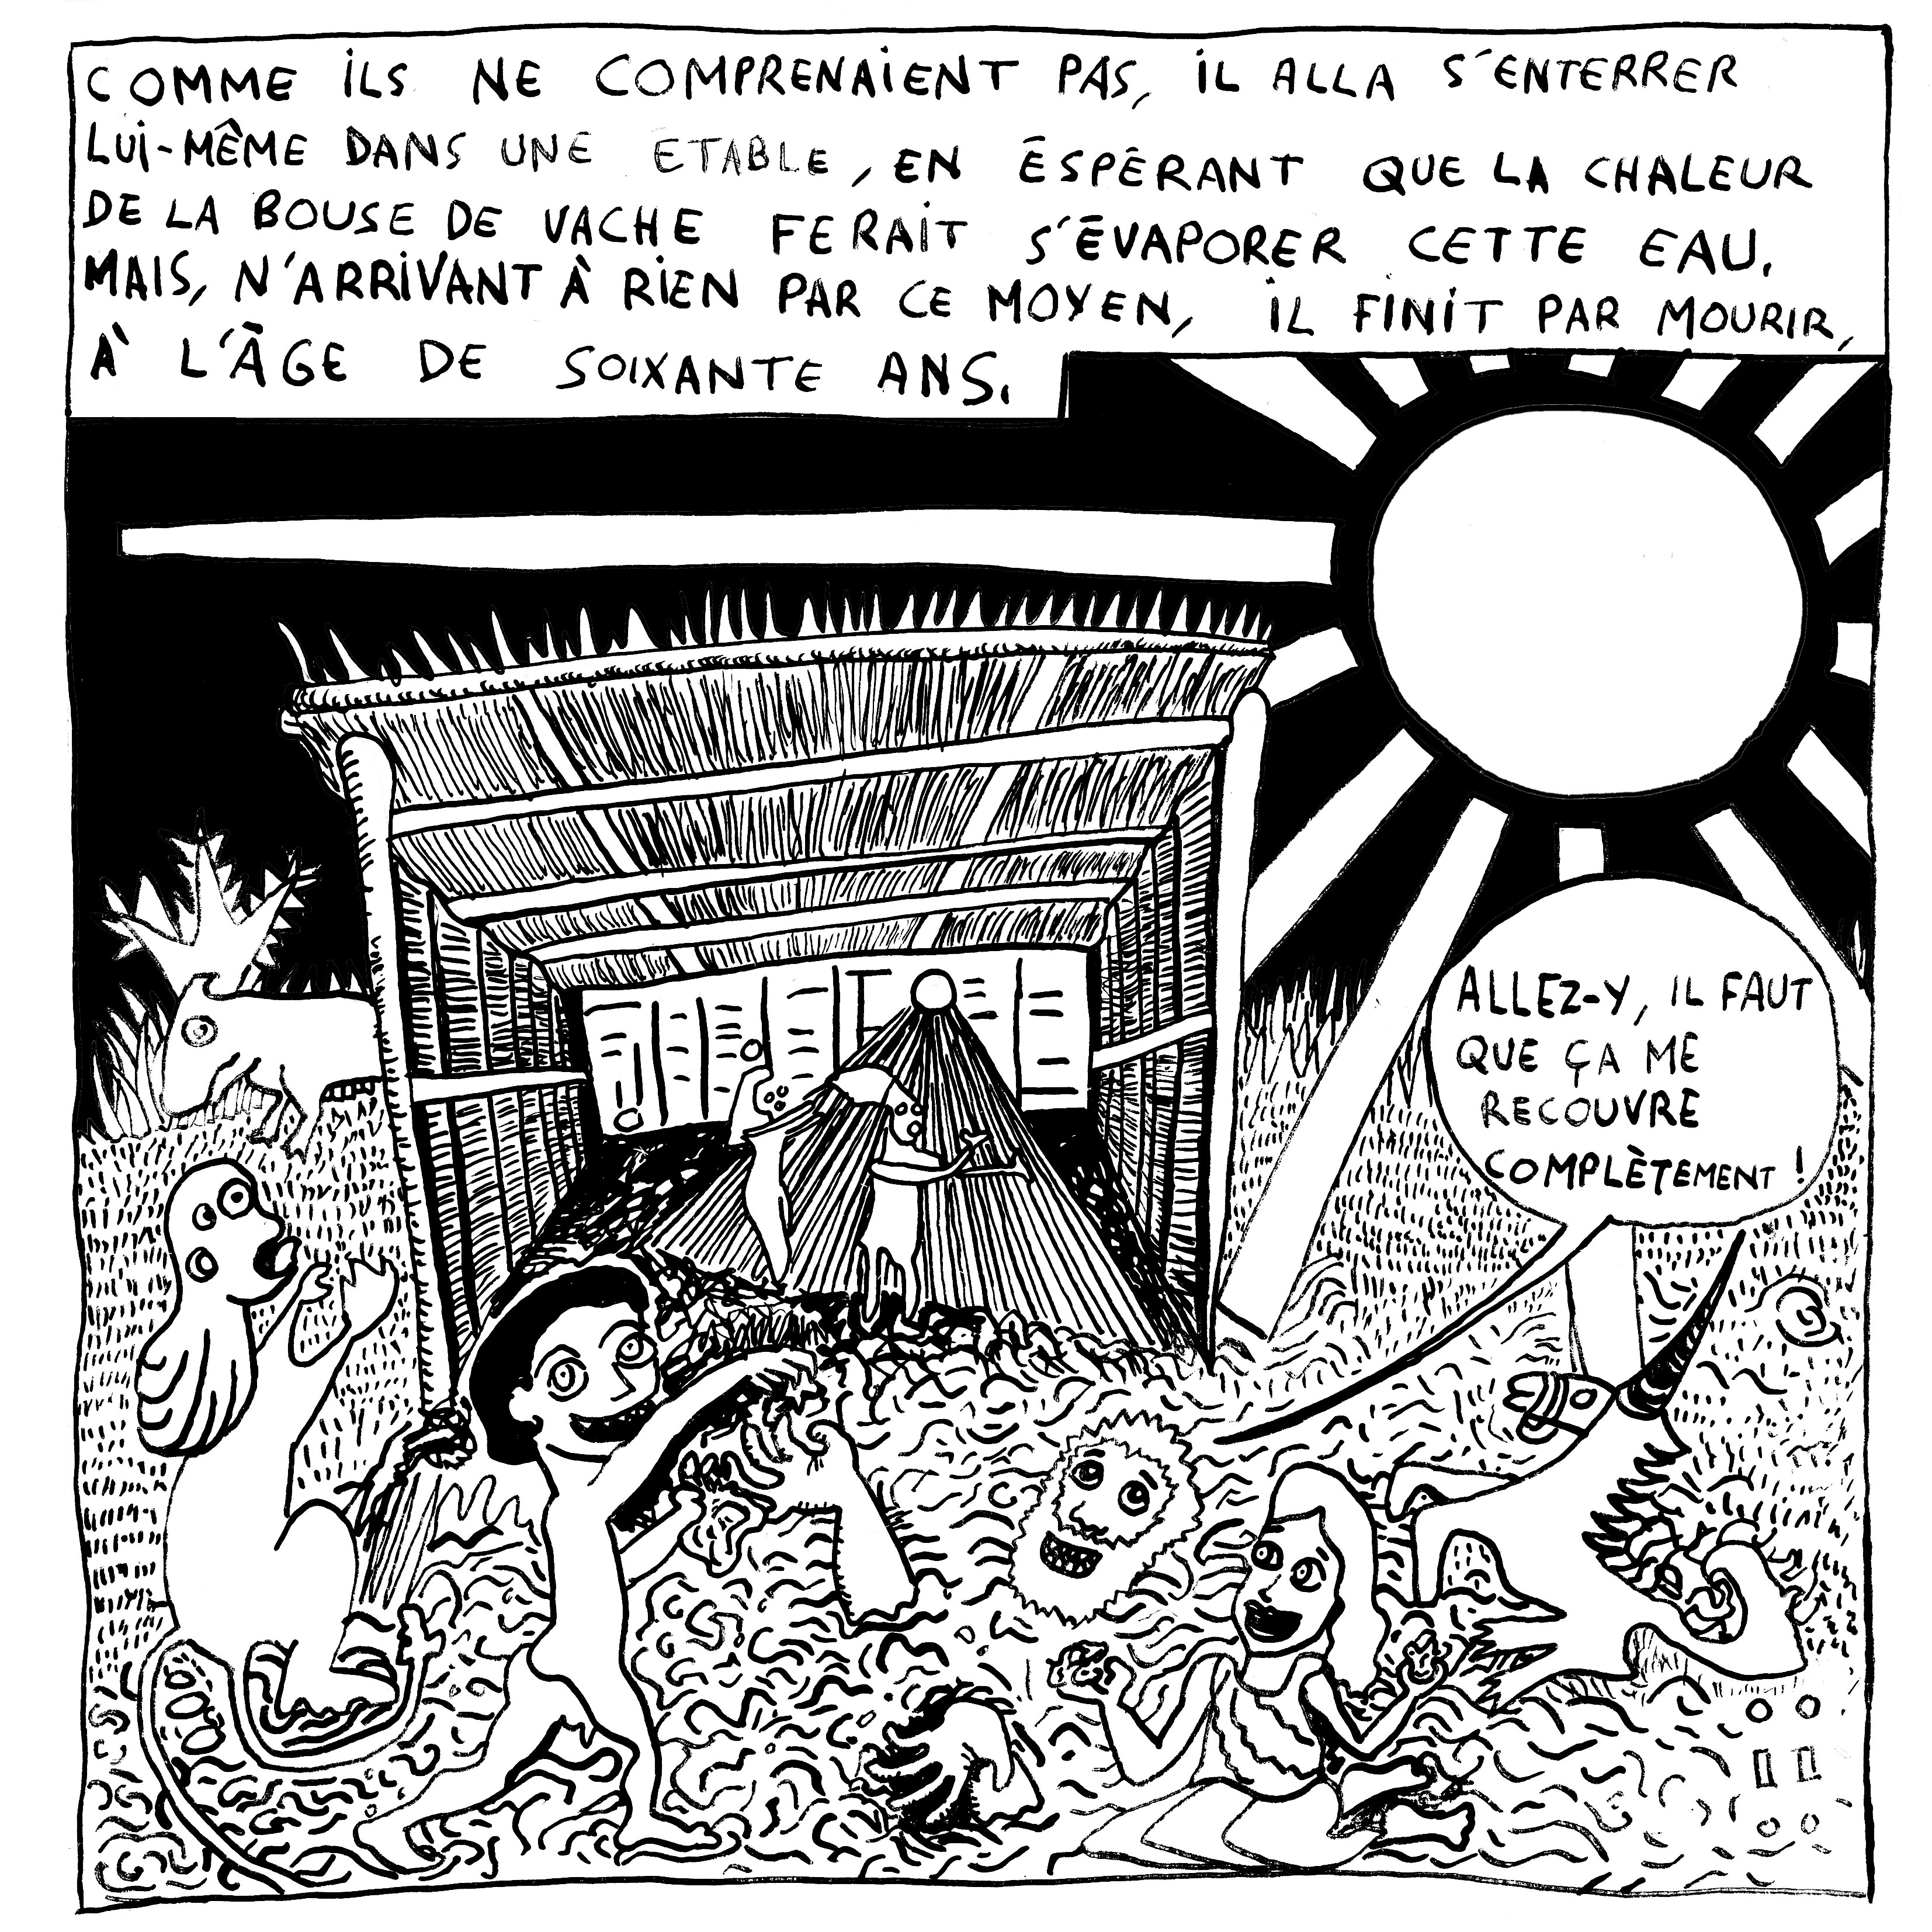 COMME ILS NE COMPRENAIENT PAS, IL ALLA S'ENTERRER
LUI-MÊME DANS UNE ETABLE, EN ÉSPÉRANT QUE LA CHALEUR
DE LA BOUSE DE VACHE FERAIT S'ÉVAPORER CETTE EAU.
MAIS, N'ARRIVANT À RIEN PAR CE MOYEN, IL FINIT PAR MOURIR,
À L'ÂGE DE SOIXANTE ANS.
ALLEZ-Y, IL FAUT
QUE ÇA ME
RECOUVRE
COMPLÈTEMENT !